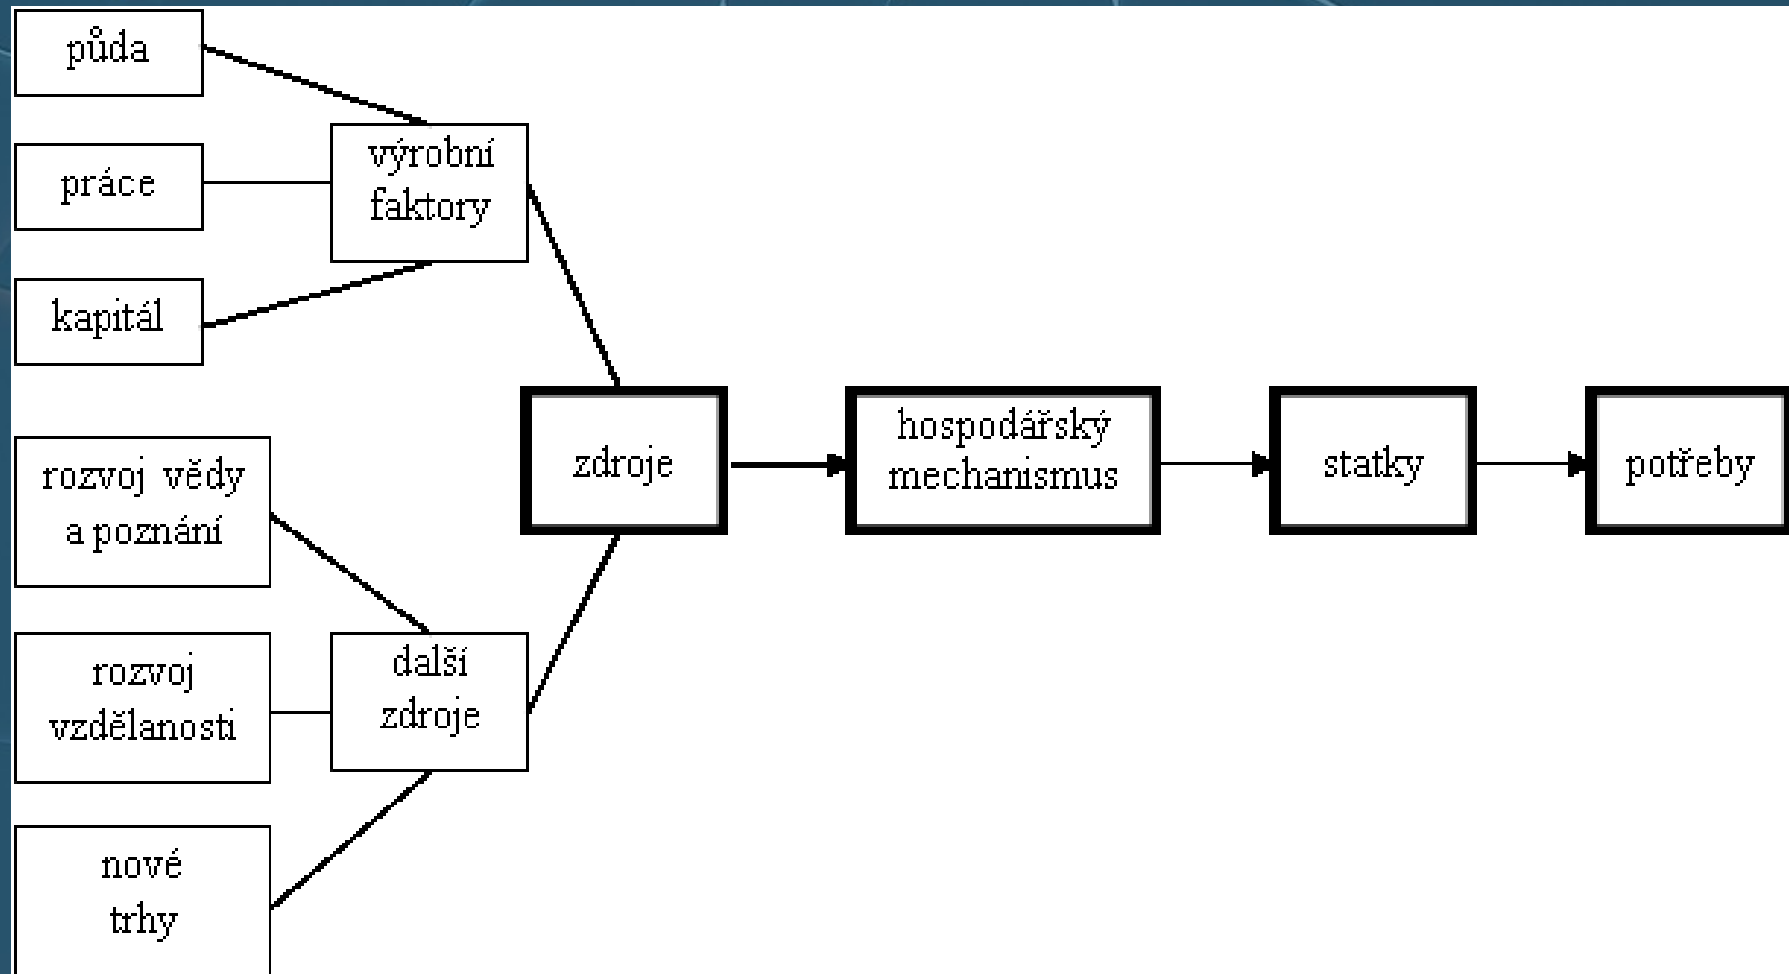 půda
práce
kapitál
výrobní
faktory
rozvoj vědy
a poznání
rozvoj
vzdělanosti
nové
trhy
další
zdroje
zdroje
hospodářský
mechanismus
statky
potřeby